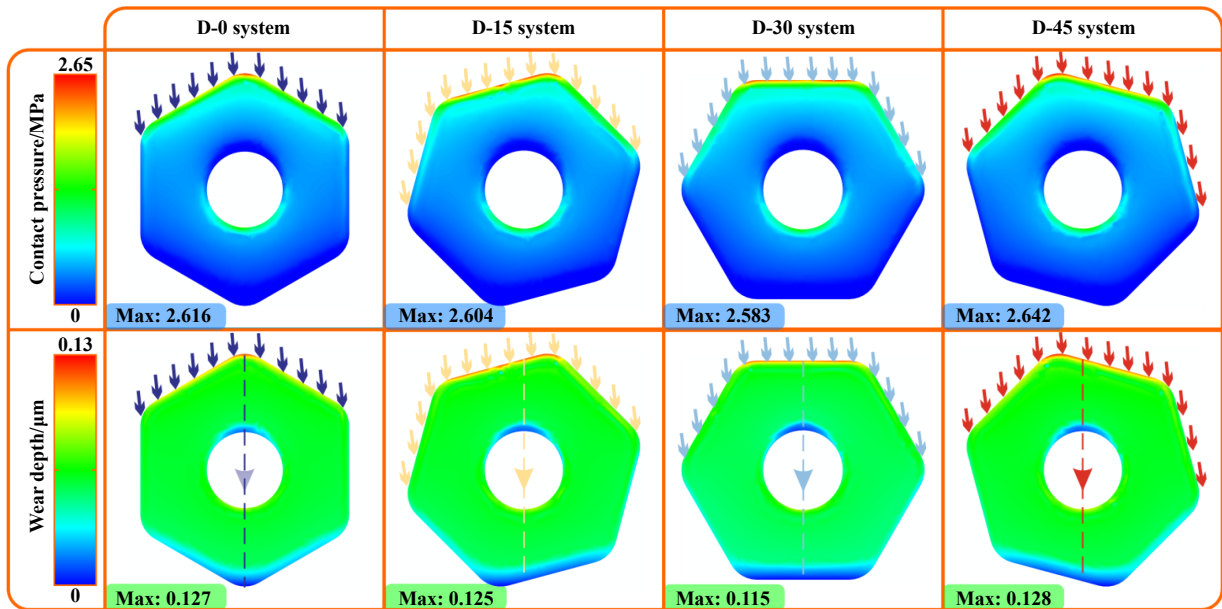 D-0 system
D-15 system
D-30 system
D-45 system
Contact pressure/MPa
2.65
0
Max: 2.616
Max: 2.604
Max: 2.583
Max: 2.642
Wear depth/μm
0.13
0
Max: 0.127
Max: 0.125
Max: 0.115
Max: 0.128